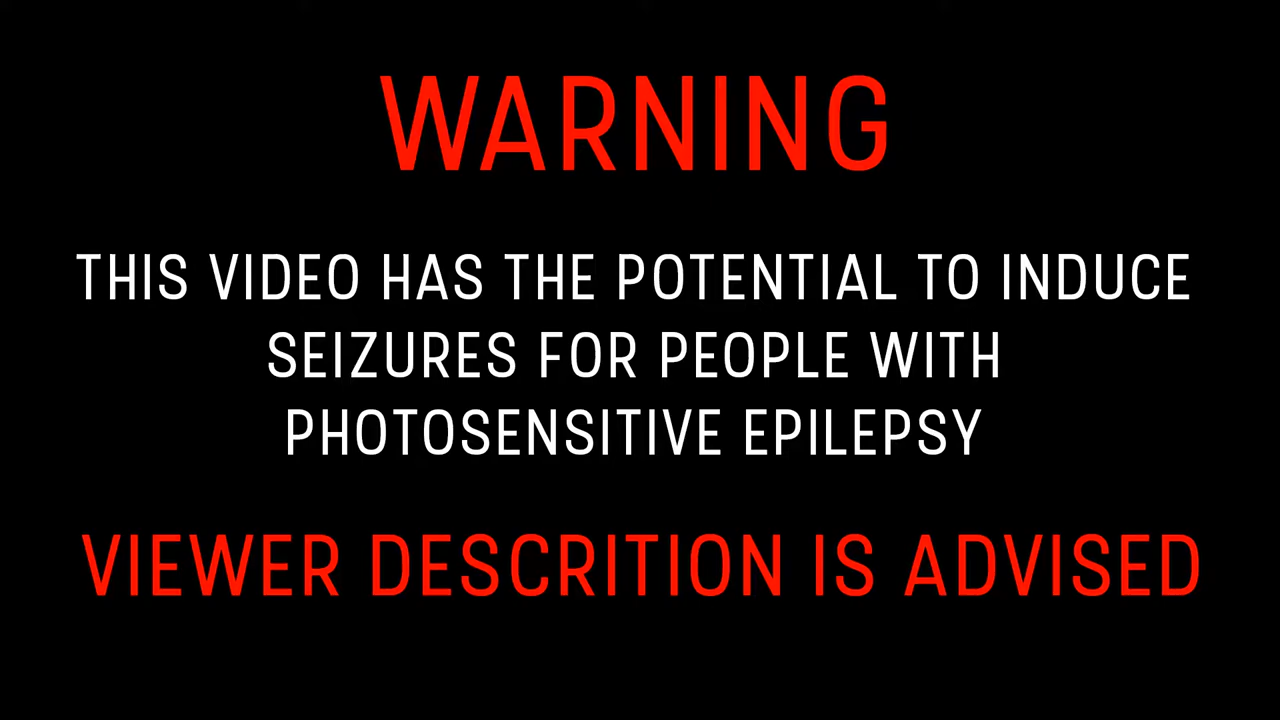 WARNING
THIS VIDEO HAS THE POTENTIAL TO INDUCE
SEIZURES FOR PEOPLE WITH
PHOTOSENSITIVE EPILEPSY
VIEWER DESCRITION IS ADVISED